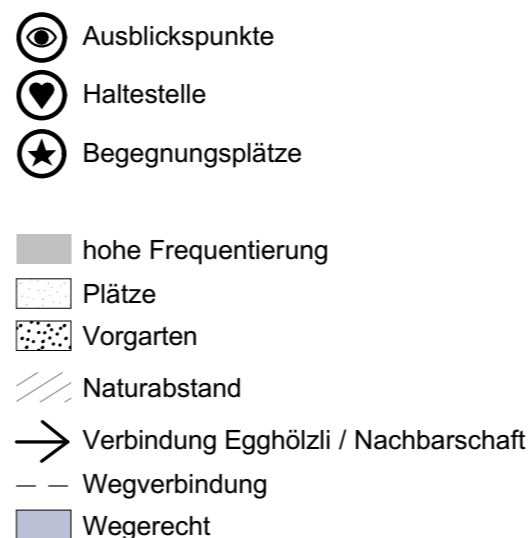 Ausblickspunkte
Haltestelle
Begegnungsplätze
hohe Frequentierung
Plätze
Vorgarten
Naturabstand
Verbindung Egghölzli / Nachbarschaft
Wegverbindung
Wegerecht